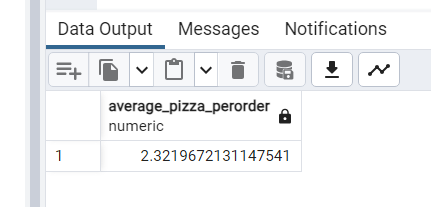 Data Output Messages Notifications
average_pizza_perorder
numeric
1 2.3219672131147541